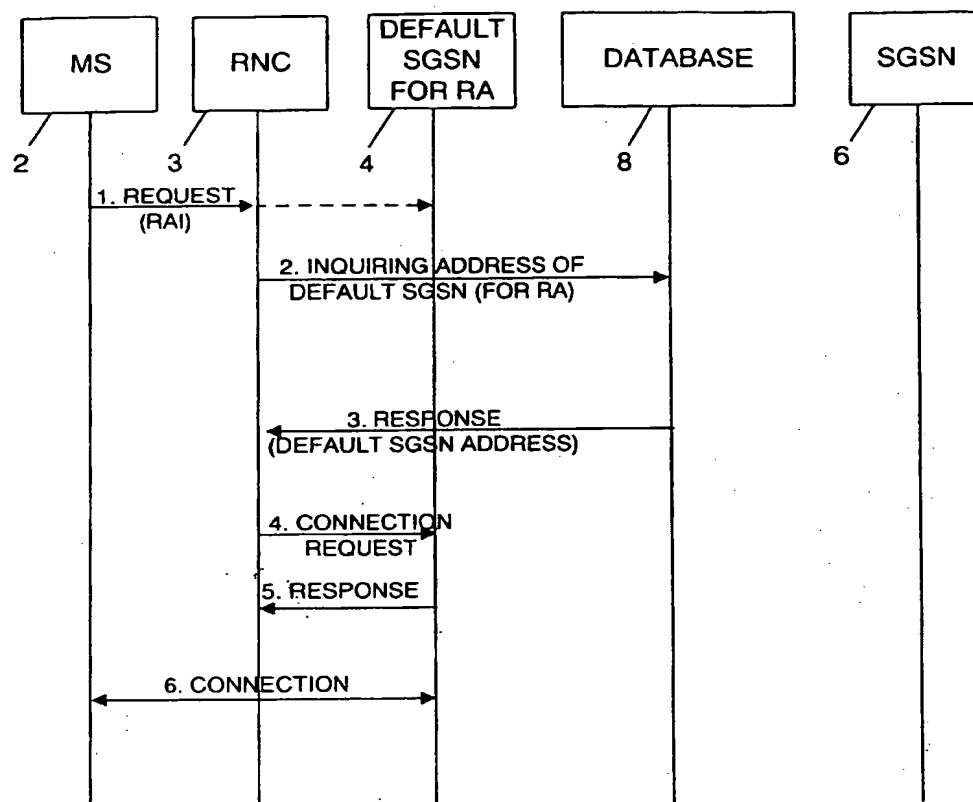 MS
RNC
DEFAULT
SGSN
FOR RA
DATABASE
SGSN
2
3
4
8
6
1. REQUEST
(RAI)
2. INQUIRING ADDRESS OF
DEFAULT SGSN (FOR RA)
3. RESPONSE
(DEFAULT SGSN ADDRESS)
4. CONNECTION
REQUEST
5. RESPONSE
6. CONNECTION